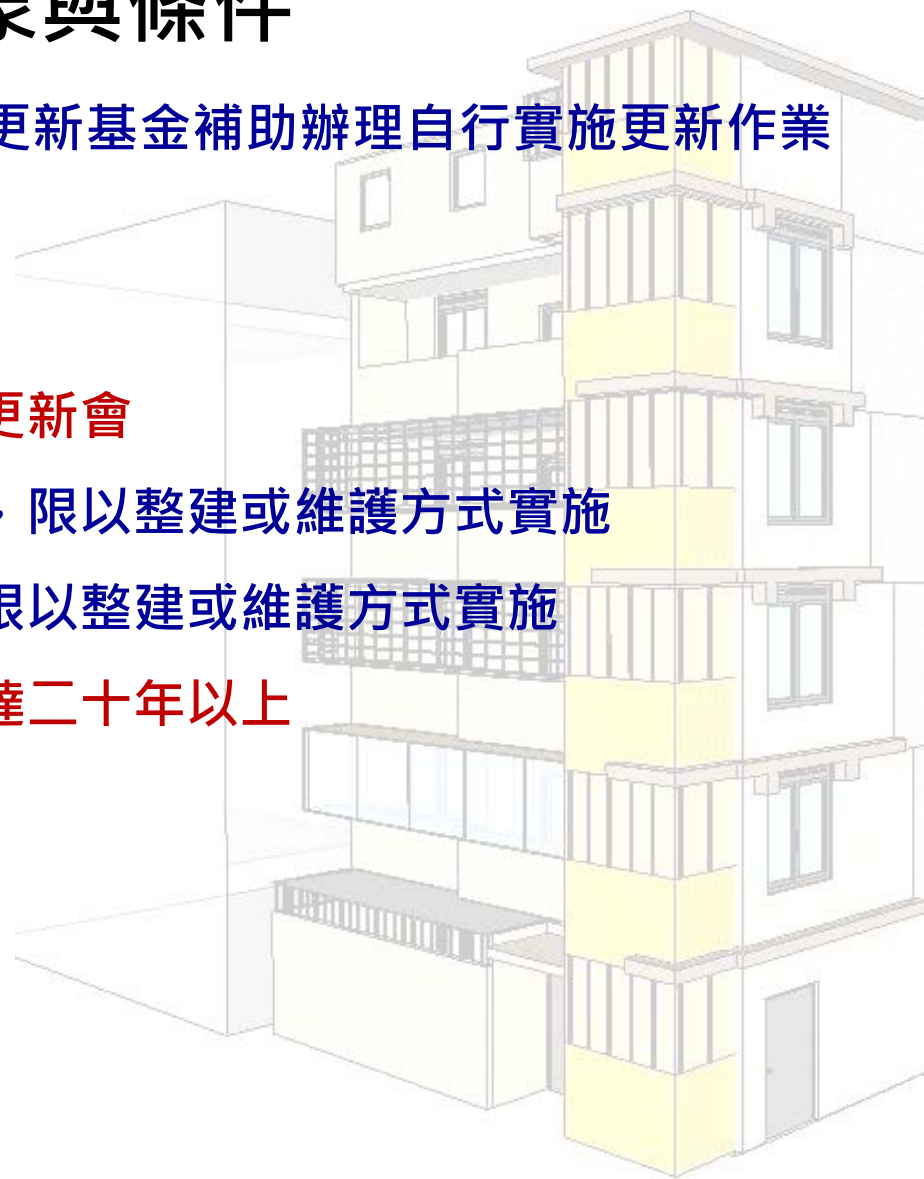 象與條件
更新基金補助辦理自行實施更新作業
更新會
，限以整建或維護方式實施
限以整建或維護方式實施
達二十年以上